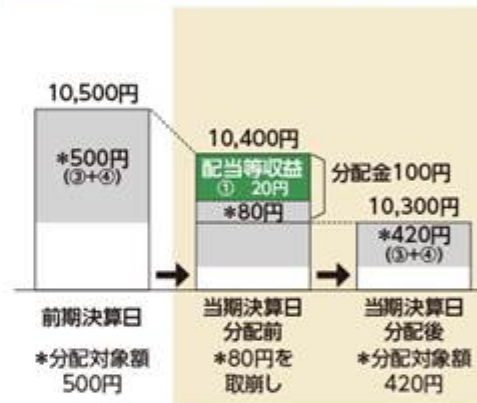 10,500円
*500円
(③+④)
10,400円
配当等収益
① 20円
*80円
分配金100円
10,300円
*420円
(③+④)
前期決算日
*分配対象額
500円
当期決算日
分配前
*80円を
取崩し
当期決算日
分配後
*分配対象額
420円